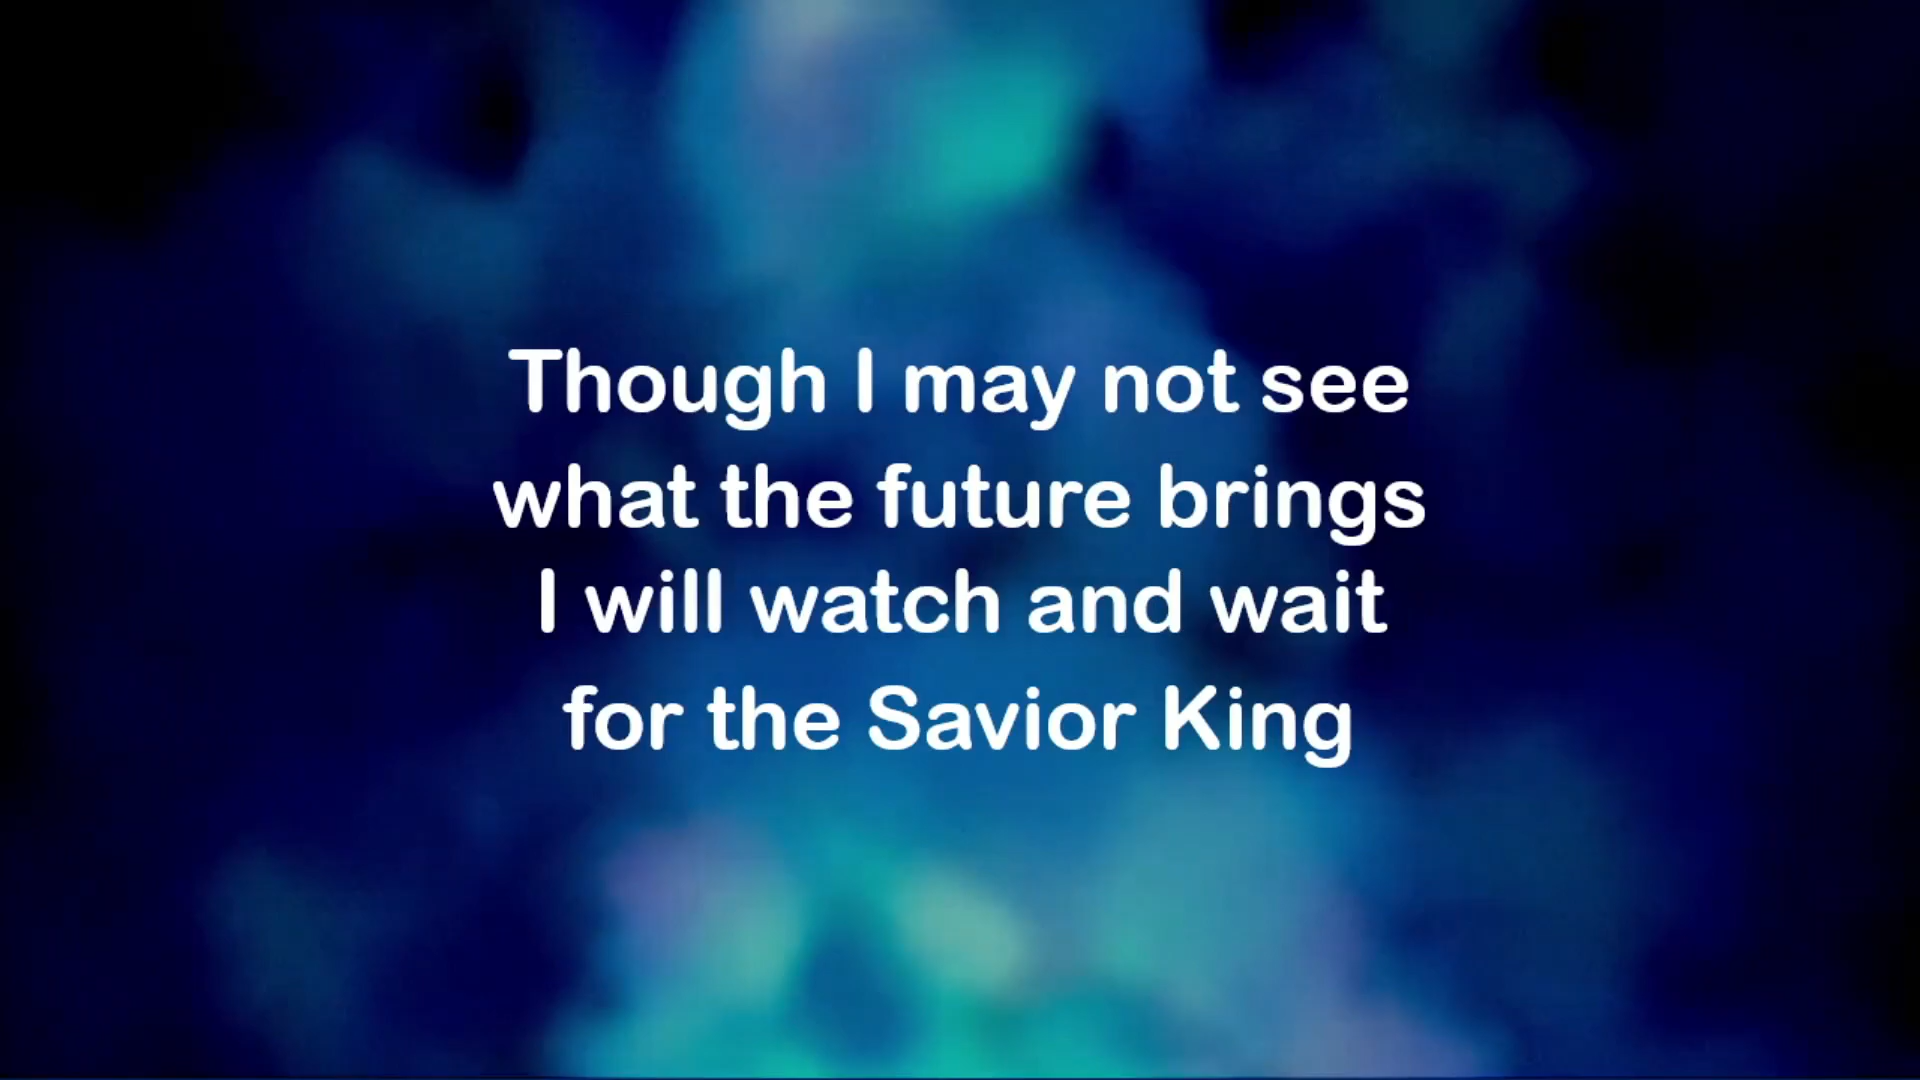 Though I may not see
what the future brings
I will watch and wait
for the Savior King